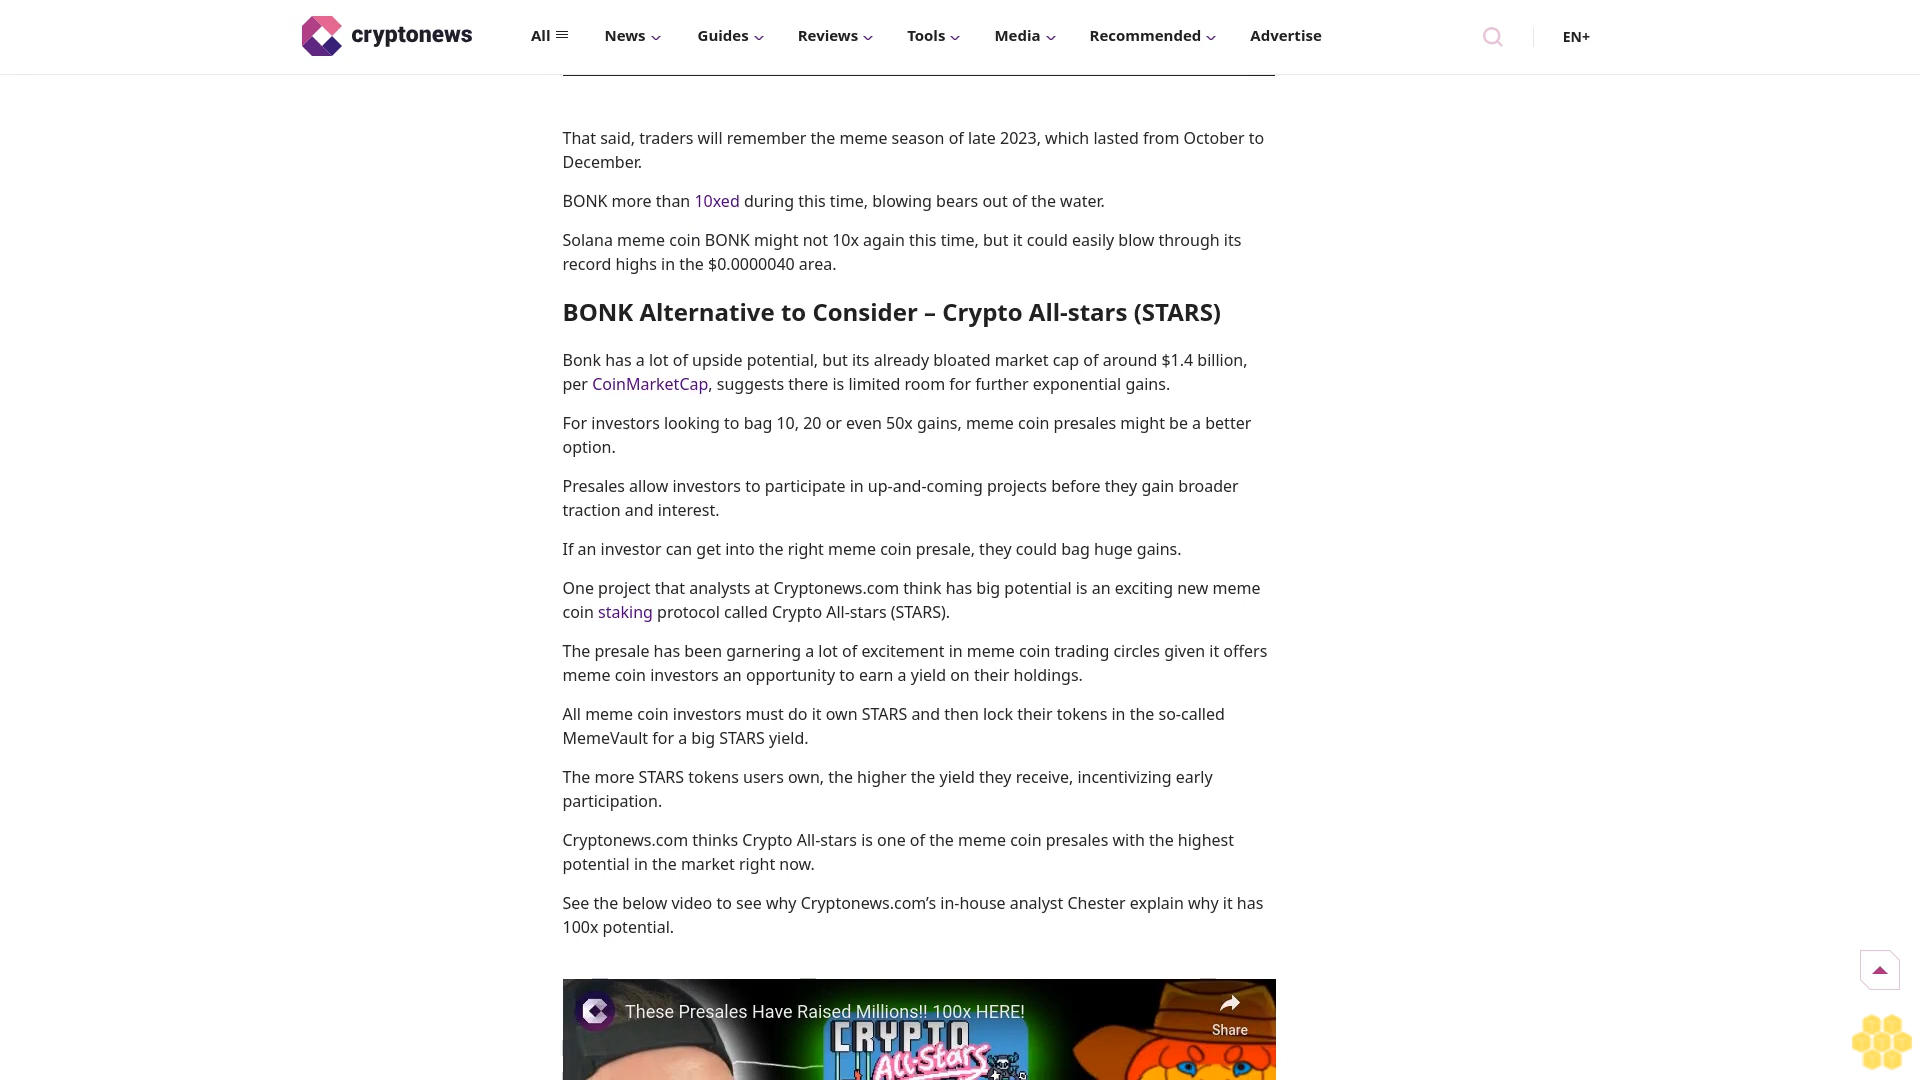 cryptonews
All
News
Guides
Reviews
Tools
Media
Recommended
Advertise
EN+
That said, traders will remember the meme season of late 2023, which lasted from October to
December.
BONK more than 10xed during this time, blowing bears out of the water.
Solana meme coin BONK might not 10x again this time, but it could easily blow through its
record highs in the $0.0000040 area.
BONK Alternative to Consider – Crypto All-stars (STARS)
Bonk has a lot of upside potential, but its already bloated market cap of around $1.4 billion,
per CoinMarketCap, suggests there is limited room for further exponential gains.
For investors looking to bag 10, 20 or even 50x gains, meme coin presales might be a better
option.
Presales allow investors to participate in up-and-coming projects before they gain broader
traction and interest.
If an investor can get into the right meme coin presale, they could bag huge gains.
One project that analysts at Cryptonews.com think has big potential is an exciting new meme
coin staking protocol called Crypto All-stars (STARS).
The presale has been garnering a lot of excitement in meme coin trading circles given it offers
meme coin investors an opportunity to earn a yield on their holdings.
All meme coin investors must do it own STARS and then lock their tokens in the so-called
MemeVault for a big STARS yield.
The more STARS tokens users own, the higher the yield they receive, incentivizing early
participation.
Cryptonews.com thinks Crypto All-stars is one of the meme coin presales with the highest
potential in the market right now.
See the below video to see why Cryptonews.com’s in-house analyst Chester explain why it has
100x potential.
These Presales Have Raised Millions!! 100x HERE!
Share
CRYPTO
All-Stars